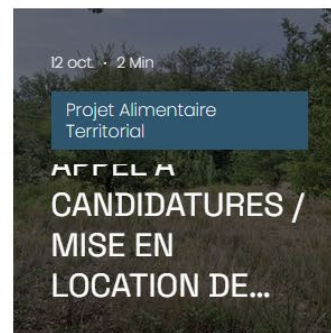 12 oct. · 2 Min
Projet Alimentaire
Territorial
APPEL A
CANDIDATURES /
MISE EN
LOCATION DE...